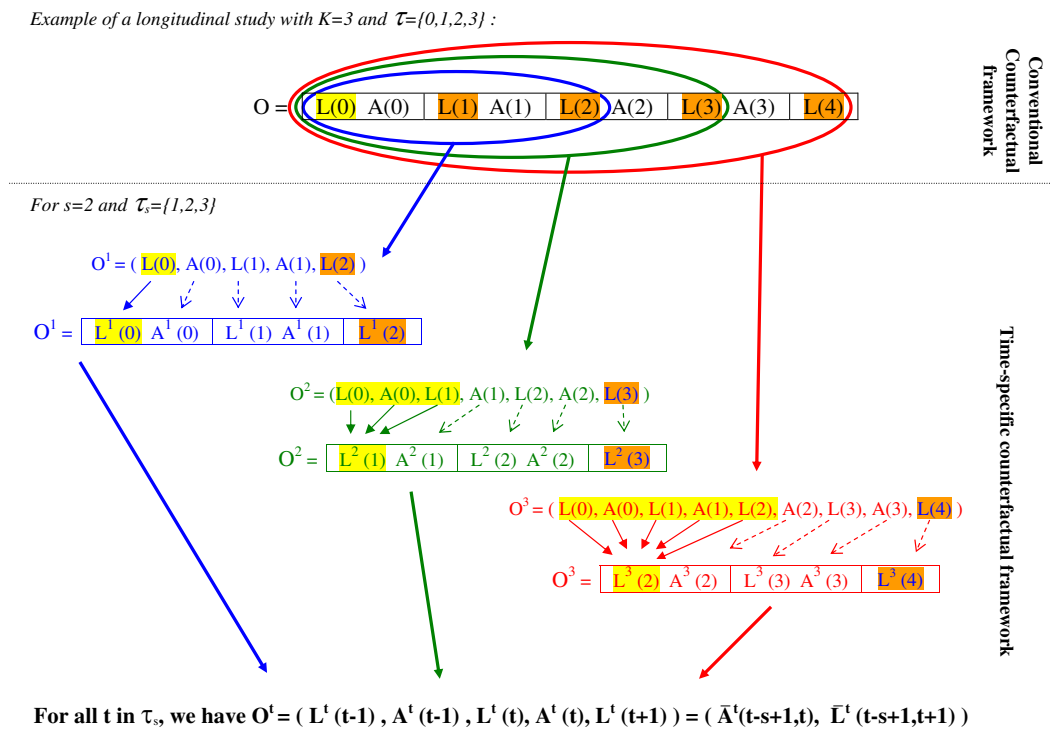 Example of a longitudinal study with K=3 and τ={0,1,2,3} :
O = L(0) A(0) L(1) A(1) L(2) A(2) L(3) A(3) L(4)
Conventional
Counterfactual
framework
For s=2 and τₛ={1,2,3}
O¹ = ( L(0), A(0), L(1), A(1), L(2) )
O¹ = L¹ (0) A¹ (0) L¹ (1) A¹ (1) L¹ (2)
O² = (L(0), A(0), L(1), A(1), L(2), A(2), L(3) )
O² = L² (1) A² (1) L² (2) A² (2) L² (3)
O³ = ( L(0), A(0), L(1), A(1), L(2), A(2), L(3), A(3), L(4) )
O³ = L³ (2) A³ (2) L³ (3) A³ (3) L³ (4)
Time-specific counterfactual framework
For all t in τₛ, we have Oᵗ = ( Lᵗ (t-1) , Aᵗ (t-1) , Lᵗ (t), Aᵗ (t), Lᵗ (t+1) ) = ( Āᵗ(t-s+1,t), L̄ᵗ (t-s+1,t+1) )